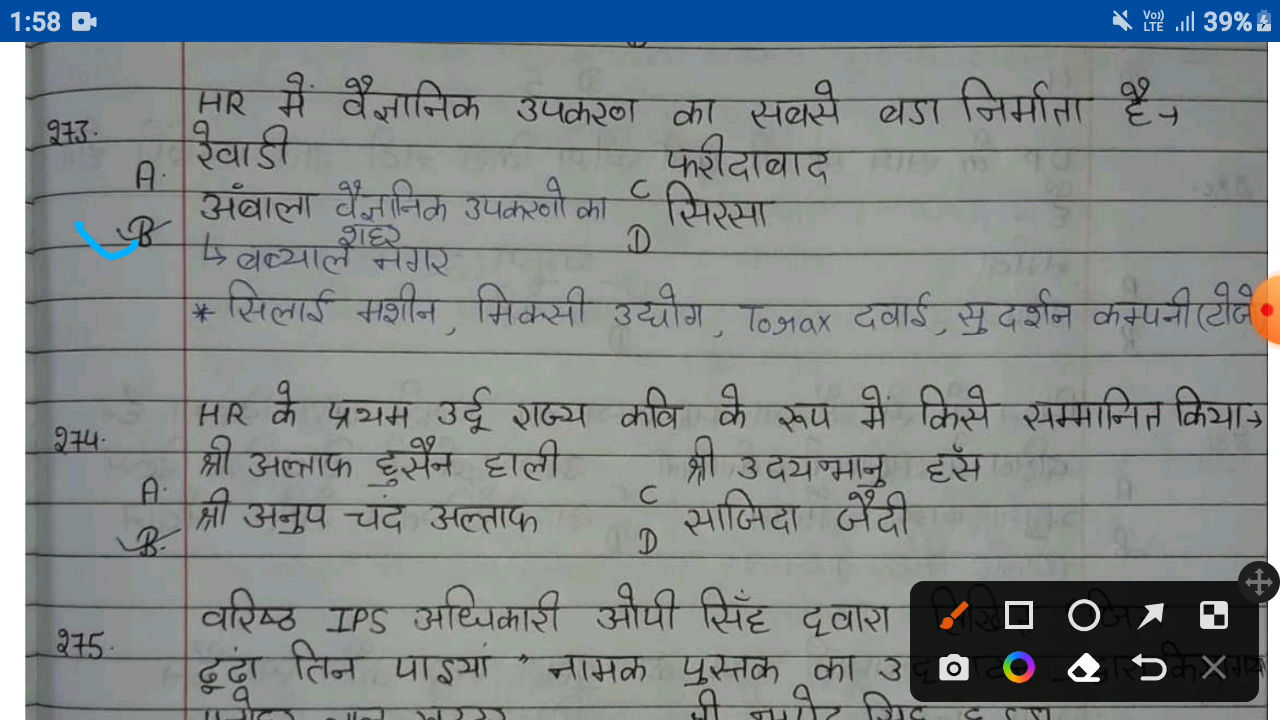 1:58 Vo)) LTE 39%
HR में वैज्ञानिक उपकरण का सबसे बडा निर्माता है→
273.
A. रेवाडी C फरीदाबाद
B अंबाला वैज्ञानिक उपकरणो का शहर D सिरसा
↳ बब्याल नगर
* सिलाई मशीन, मिक्सी उद्योग, दवाई, सुदर्शन कम्पनी(टीजे
HR के प्रथम उर्दू राज्य कवि के रूप में किसे सम्मानित किया→
274.
A. श्री अल्ताफ हुसैन हाली C श्री उदयभानु हँस
B. श्री अनुप चंद अल्ताफ D साजिदा जैदी
वरिष्ठ IPS अधिकारी ओपी सिँह द्वारा
275.
ढूढां तिन पाइयां नामक पुस्तक का